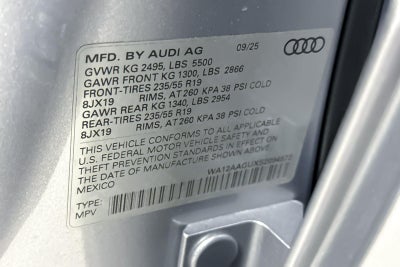 MFD. BY AUDI AG 09/25
GVWR KG 2495, LBS 5500
GAWR FRONT KG 1300, LBS 2866
FRONT-TIRES 235/55 R19
8JX19 RIMS, AT 260 KPA 38 PSI COLD
GAWR REAR KG 1340, LBS 2954
REAR-TIRES 235/55 R19
8JX19 RIMS, AT 260 KPA 38 PSI COLD
THIS VEHICLE CONFORMS TO ALL APPLICABLE
U.S. FEDERAL MOTOR VEHICLE SAFETY AND
THEFT PREVENTION STANDARDS IN EFFECT
ON THE DATE OF MANUFACTURE SHOWN ABOVE.
MEXICO
TYPE:
MPV